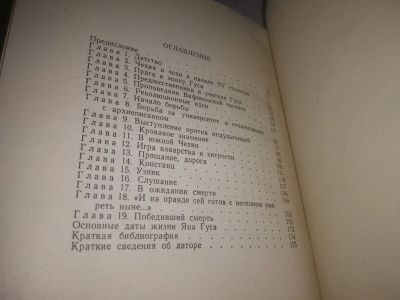 ОГЛАВЛЕНИЕ
Предисловие
Глава 1. Детство
Глава 2. Чехия и чехи в начале XV столетия
Глава 3. Прага в эпоху Гуса
Глава 4. Предшественники и учителя Гуса
Глава 5. Проповедник Вифлеемской часовни
Глава 6. Революционные идеи
Глава 7. Начало борьбы
Глава 8. Борьба за университет и столкновение
с архиепископом
Глава 9. Выступление против индульгенций
Глава 10. Кровавое знамение
Глава 11. В южной Чехии
Глава 12. Игра коварства и хитрости
Глава 13. Прощание, дорога
Глава 14. Констанц
Глава 15. Узник
Глава 16. Слушание
Глава 17. В ожидании смерти
Глава 18. «И на правде сей готов с веселием умереть ныне...»
Глава 19. Победивший смерть
Основные даты жизни Яна Гуса
Краткая библиография 174
Краткие сведения об авторе 175